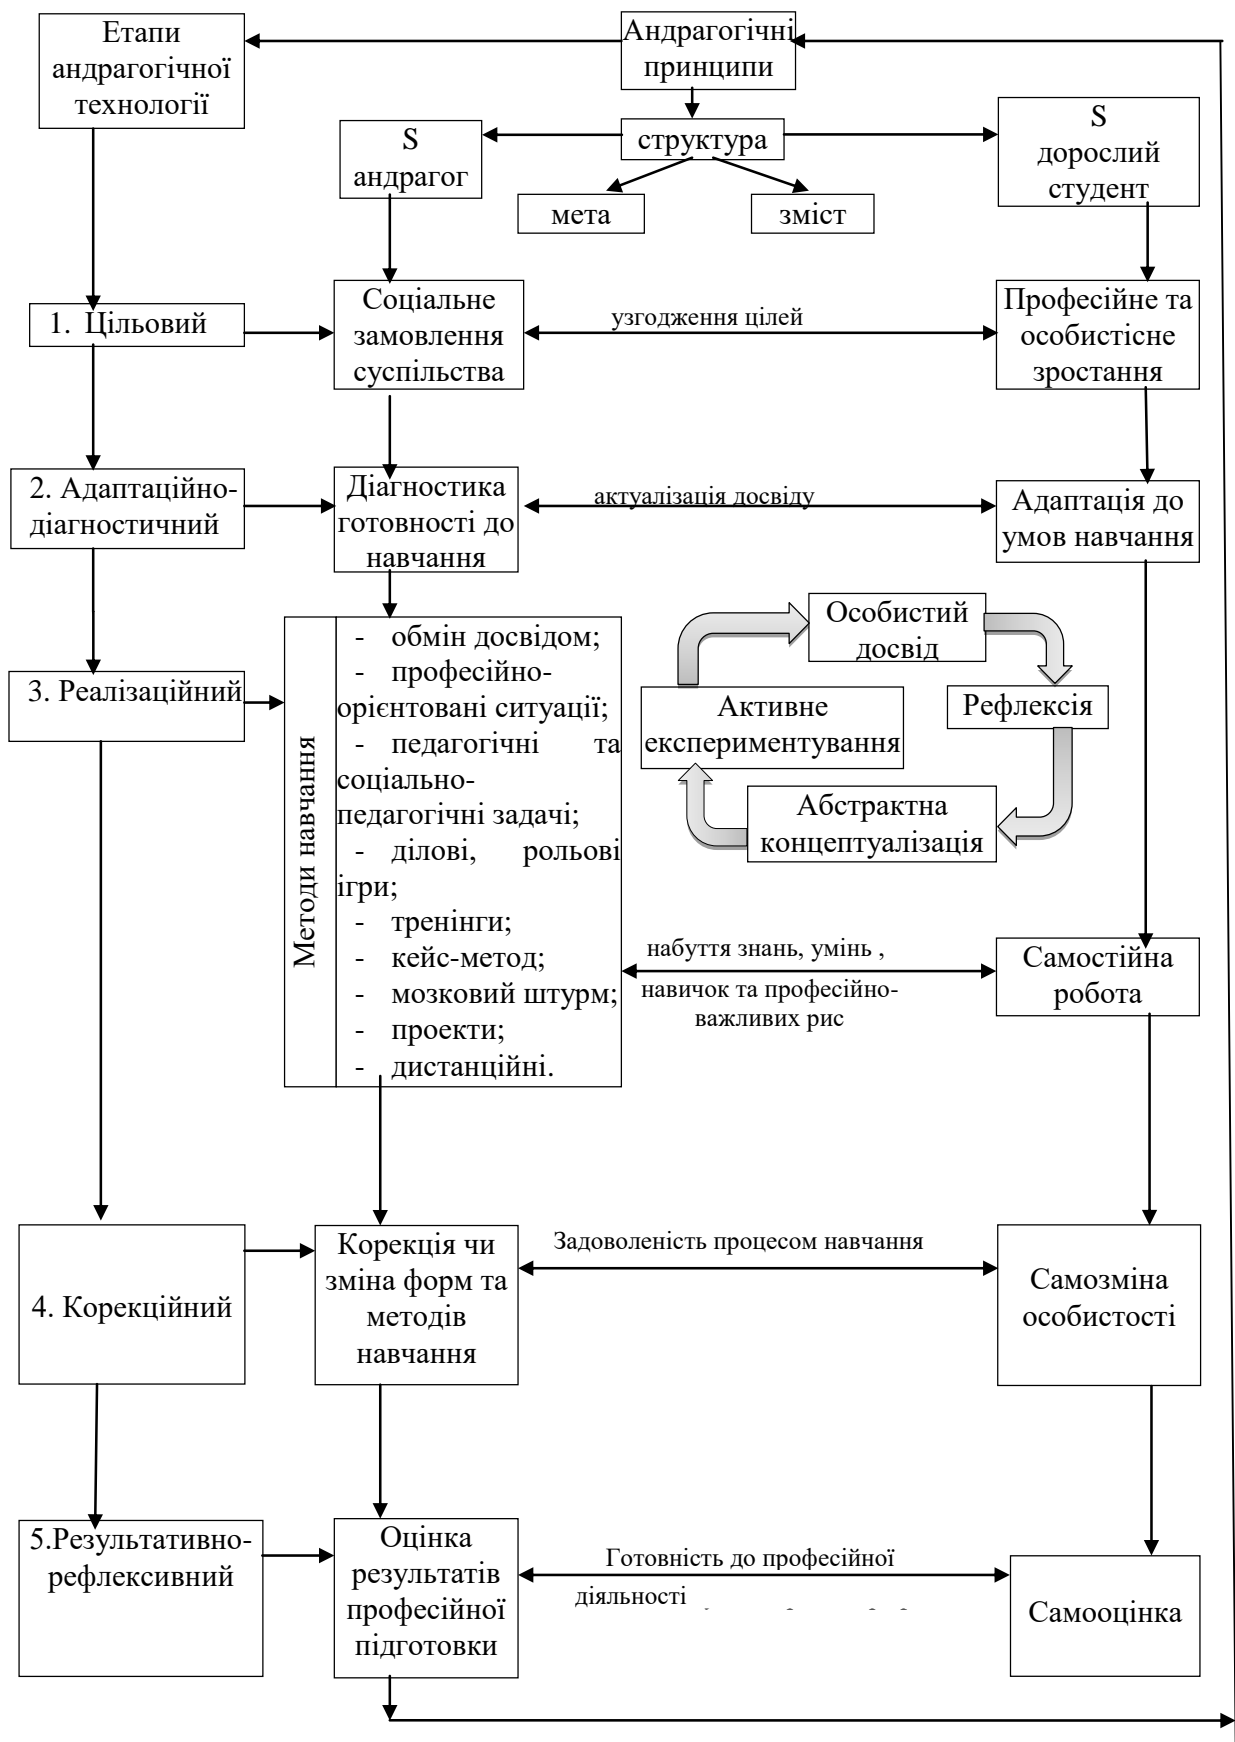 Етапи
андрагогічної
технології
Андрагогічні
принципи
S
андрагог
структура
S
дорослий
студент
мета
зміст
1. Цільовий
Соціальне
замовлення
суспільства
узгодження цілей
Професійне та
особистісне
зростання
2. Адаптаційно-
діагностичний
Діагностика
готовності до
навчання
актуалізація досвіду
Адаптація до
умов навчання
3. Реалізаційний
Методи навчання
- обмін досвідом;
- професійно-
орієнтовані ситуації;
- педагогічні та
соціально-
педагогічні задачі;
- ділові, рольові
ігри;
- тренінги;
- кейс-метод;
- мозковий штурм;
- проекти;
- дистанційні.
Особистий
досвід
Рефлексія
Активне
експериментування
Абстрактна
концептуалізація
набуття знань, умінь ,
навичок та професійно-
важливих рис
Самостійна
робота
4. Корекційний
Корекція чи
зміна форм та
методів
навчання
Задоволеність процесом навчання
Самозміна
особистості
5.Результативно-
рефлексивний
Оцінка
результатів
професійної
підготовки
Готовність до професійної
діяльності
Самооцінка